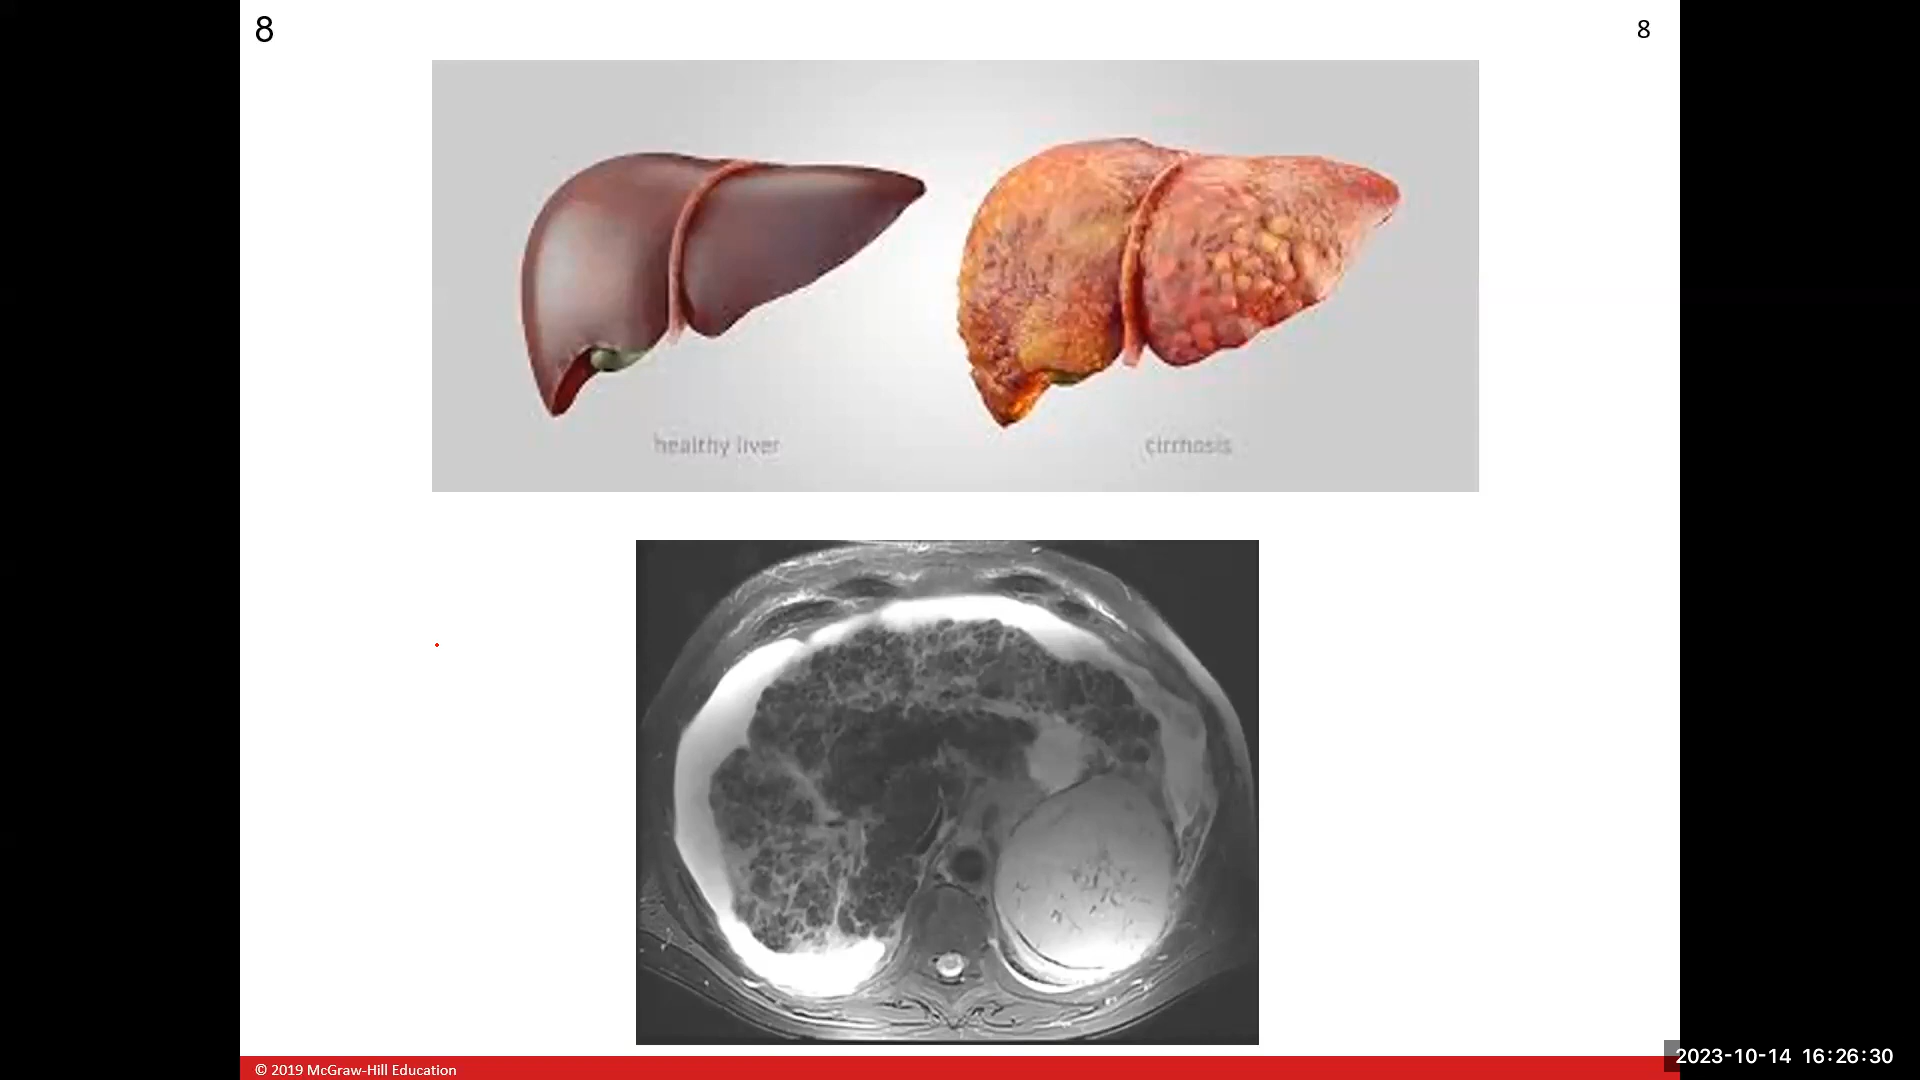 8
8
healthy liver
cirrhosis
© 2019 McGraw-Hill Education
2023-10-14 16:26:30